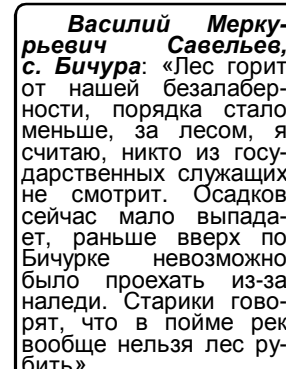 Василий Мерку-
рьевич Савельев,
с. Бичура: «Лес горит
от нашей безалабер-
ности, порядка стало
меньше, за лесом, я
считаю, никто из госу-
дарственных служащих
не смотрит. Осадков
сейчас мало выпада-
ет, раньше вверх по
Бичурке невозможно
было проехать из-за
наледи. Старики гово-
рят, что в пойме рек
вообще нельзя лес ру-
бить»